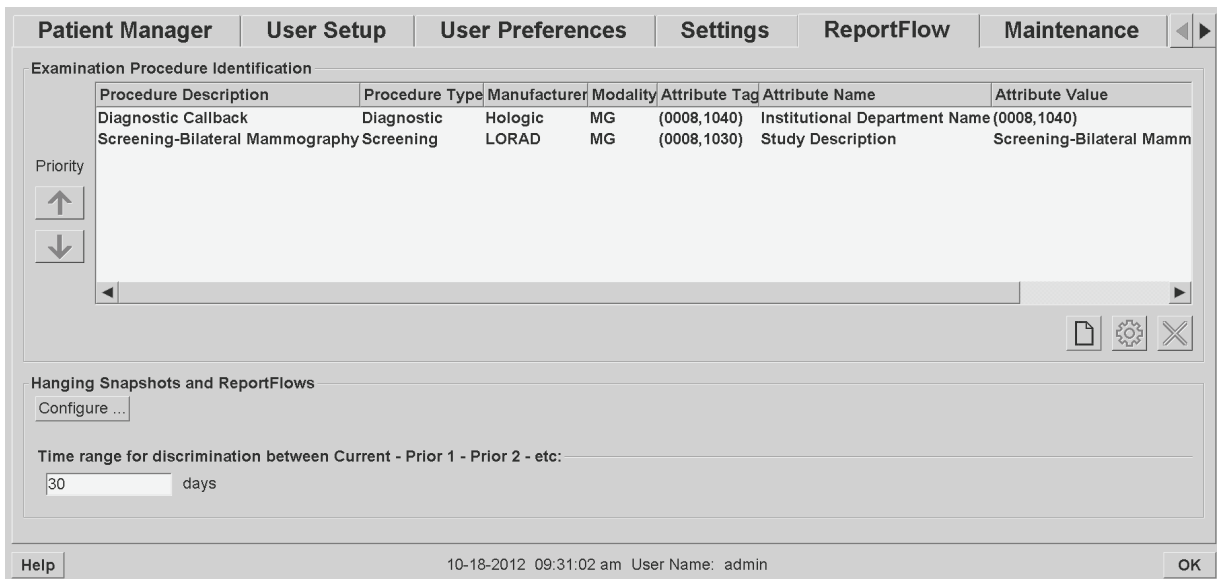 Patient Manager User Setup User Preferences Settings ReportFlow Maintenance
Examination Procedure Identification
Procedure Description Procedure Type Manufacturer Modality Attribute Tag Attribute Name Attribute Value
Diagnostic Callback Diagnostic Hologic MG (0008,1040) Institutional Department Name (0008,1040)
Screening-Bilateral Mammography Screening LORAD MG (0008,1030) Study Description Screening-Bilateral Mamm
Priority
Hanging Snapshots and ReportFlows
Configure ...
Time range for discrimination between Current - Prior 1 - Prior 2 - etc:
30 days
Help 10-18-2012 09:31:02 am User Name: admin OK